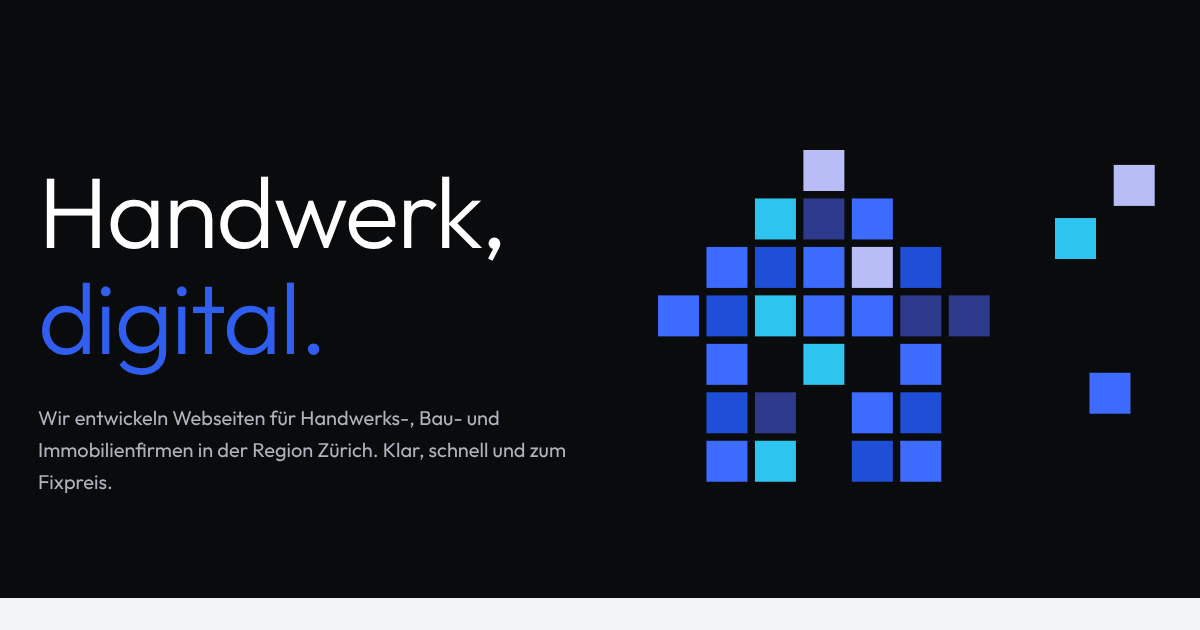 Handwerk,
digital.
Wir entwickeln Webseiten für Handwerks-, Bau- und
Immobilienfirmen in der Region Zürich. Klar, schnell und zum
Fixpreis.